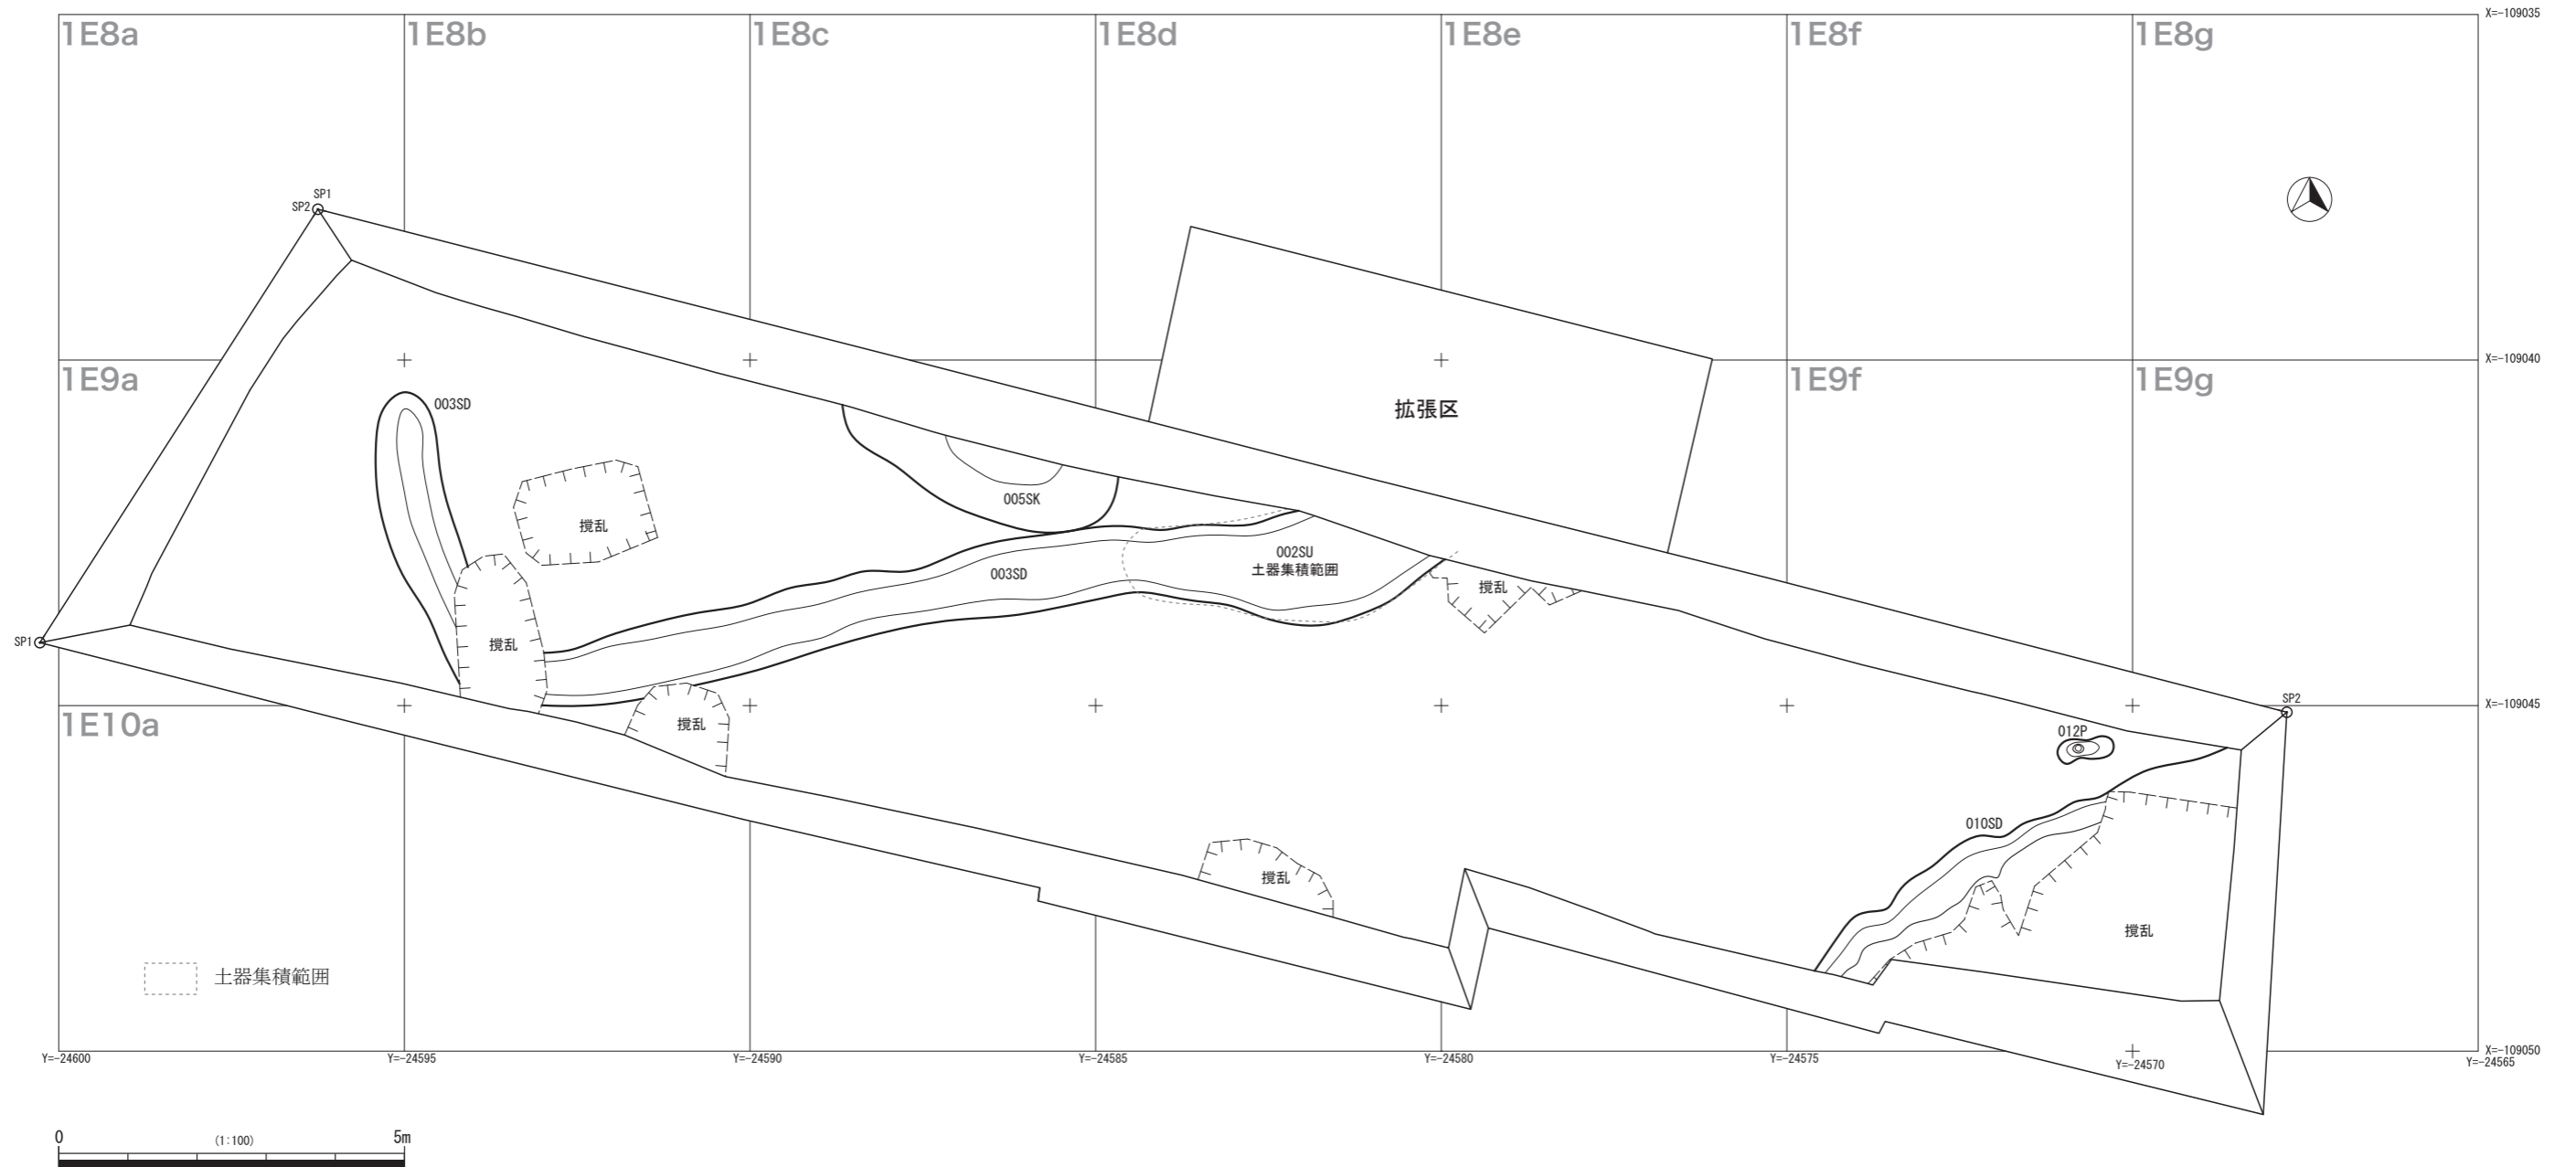 1E8a
1E8b
1E8c
1E8d
1E8e
1E8f
1E8g
X=-109035
SP1
SP2
X=-109040
1E9a
1E9f
1E9g
003SD
拡張区
005SK
撹乱
002SU
土器集積範囲
003SD
撹乱
撹乱
SP1
SP2
X=-109045
1E10a
撹乱
012P
010SD
撹乱
撹乱
土器集積範囲
X=-109050
Y=-24600
Y=-24595
Y=-24590
Y=-24585
Y=-24580
Y=-24575
Y=-24570
Y=-24565
0
(1:100)
5m